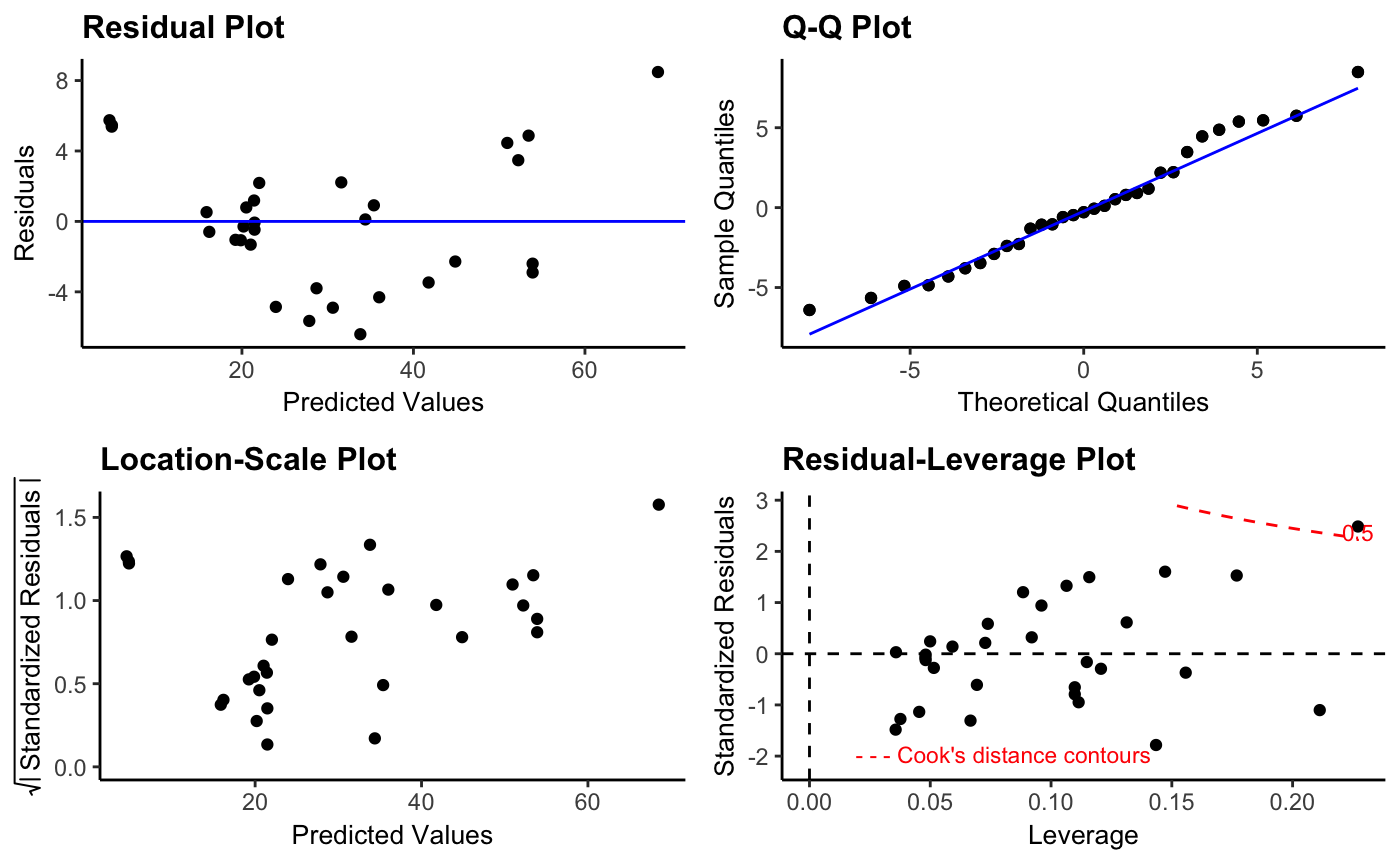 Residual Plot
8
4
0
-4
20 40 60
Residuals
Predicted Values
Q-Q Plot
5
0
-5
-5 0 5
Sample Quantiles
Theoretical Quantiles
Location-Scale Plot
1.5
1.0
0.5
0.0
20 40 60
√| Standardized Residuals |
Predicted Values
Residual-Leverage Plot
3
2
1
0
-1
-2
0.5
Cook's distance contours
0.00 0.05 0.10 0.15 0.20
Standardized Residuals
Leverage